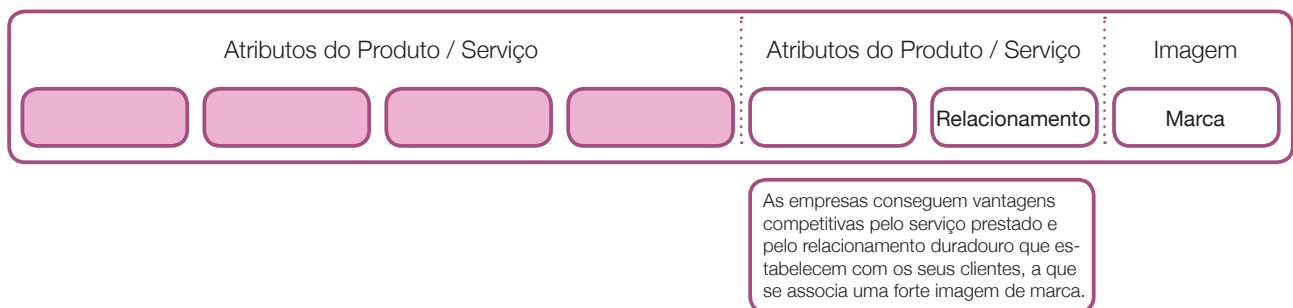 Atributos do Produto / Serviço
Atributos do Produto / Serviço
Imagem
Relacionamento
Marca
As empresas conseguem vantagens
competitivas pelo serviço prestado e
pelo relacionamento duradouro que es-
tabelecem com os seus clientes, a que
se associa uma forte imagem de marca.